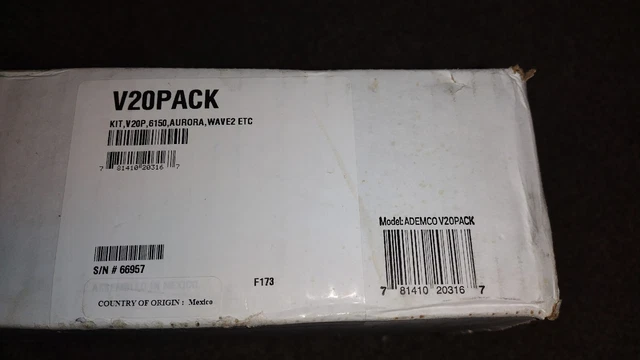 V20PACK
KIT,V20P,6150,AURORA,WAVE2 ETC
7 81410 20316 7
S/N # 66957
F173
COUNTRY OF ORIGIN : Mexico
Model: ADEMCO V20PACK
7 81410 20316 7